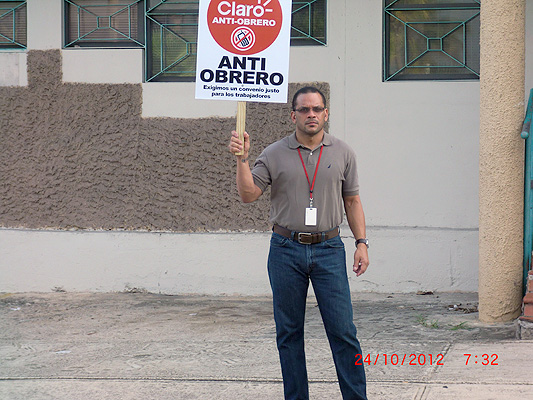 Claro-
ANTI-OBRERO
ANTI
OBRERO
Exigimos un convenio justo
para los trabajadores
24/10/2012 7:32